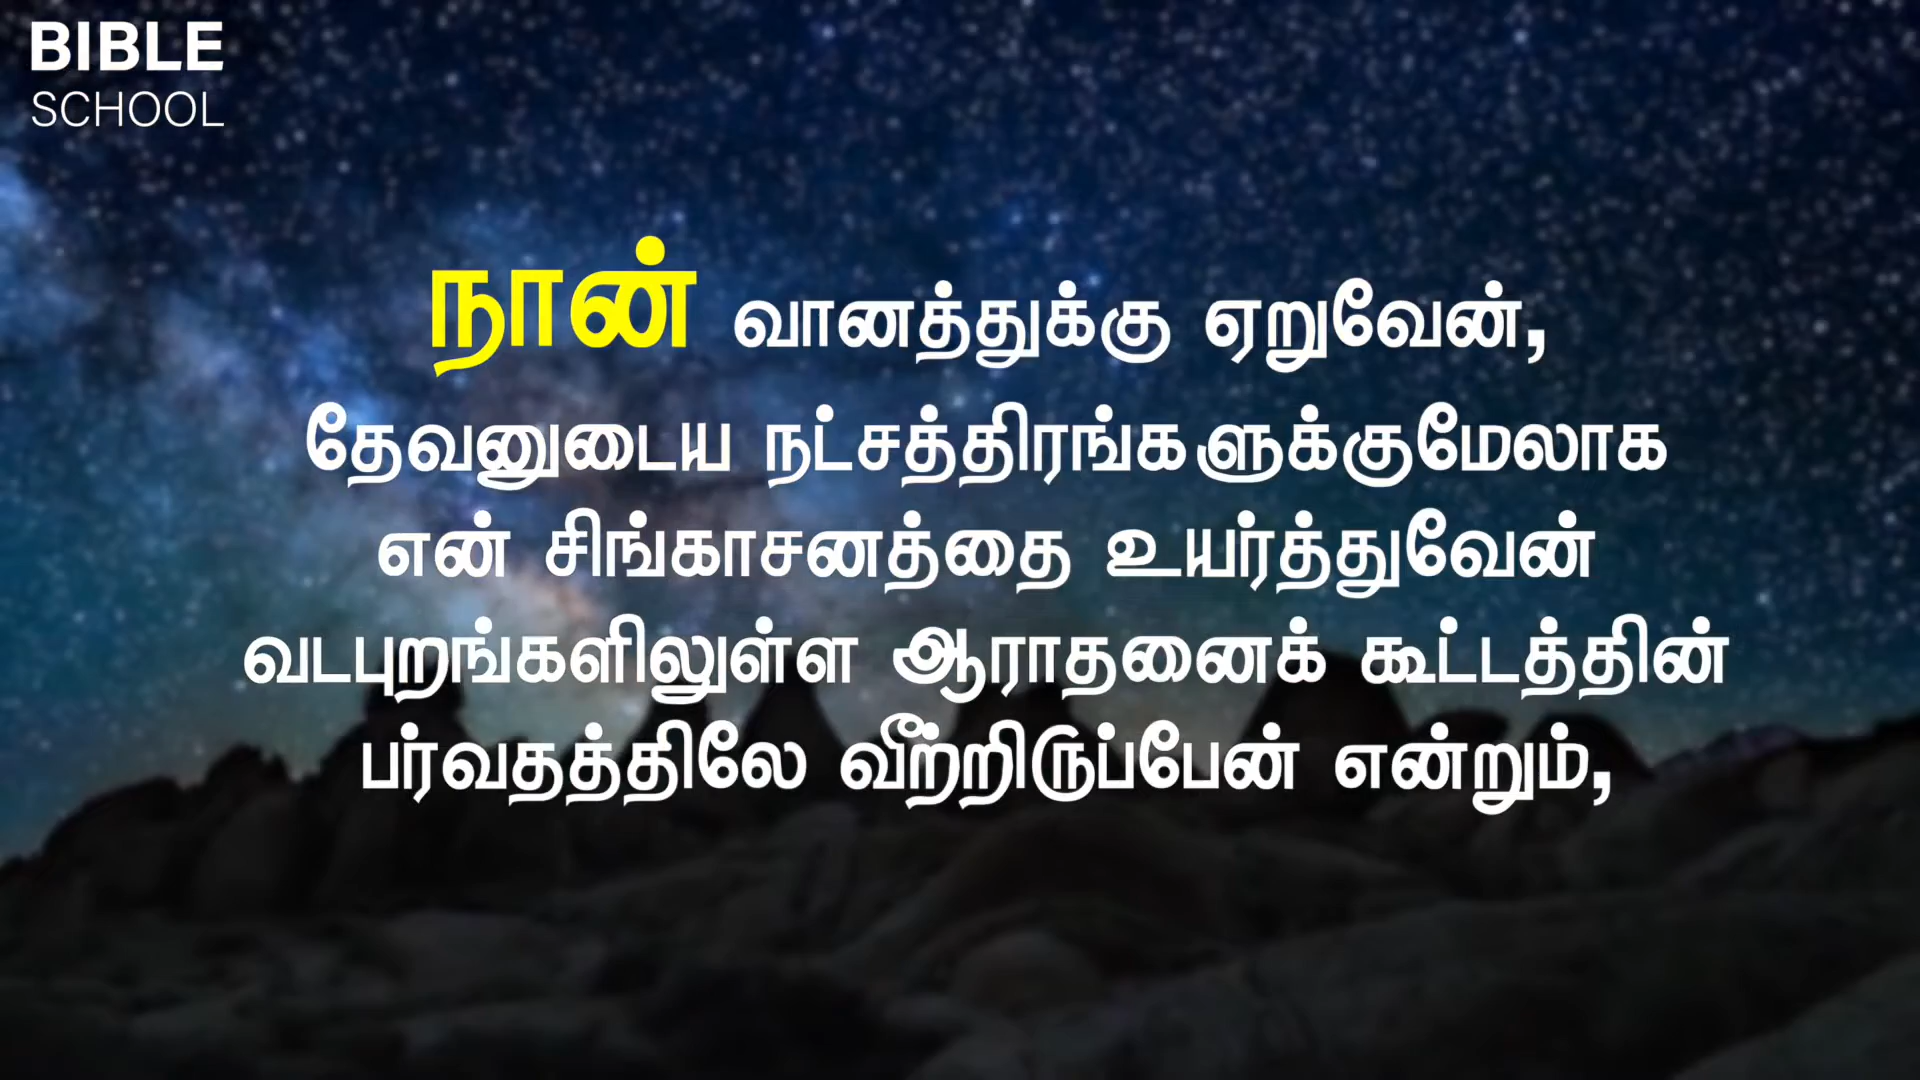 BIBLE
SCHOOL
நான் வானத்துக்கு ஏறுவேன்,
தேவனுடைய நட்சத்திரங்களுக்குமேலாக
என் சிங்காசனத்தை உயர்த்துவேன்
வடபுறங்களிலுள்ள ஆராதனைக் கூட்டத்தின்
பர்வதத்திலே வீற்றிருப்பேன் என்றும்,